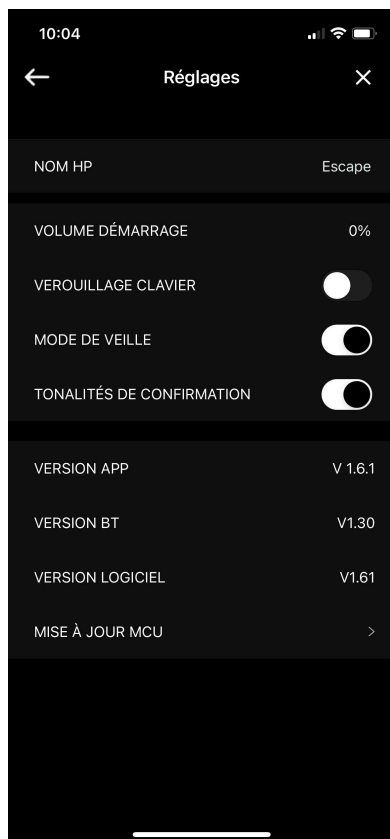 10:04
Réglages
NOM HP Escape
VOLUME DÉMARRAGE 0%
VEROUILLAGE CLAVIER
MODE DE VEILLE
TONALITÉS DE CONFIRMATION
VERSION APP V 1.6.1
VERSION BT V1.30
VERSION LOGICIEL V1.61
MISE À JOUR MCU